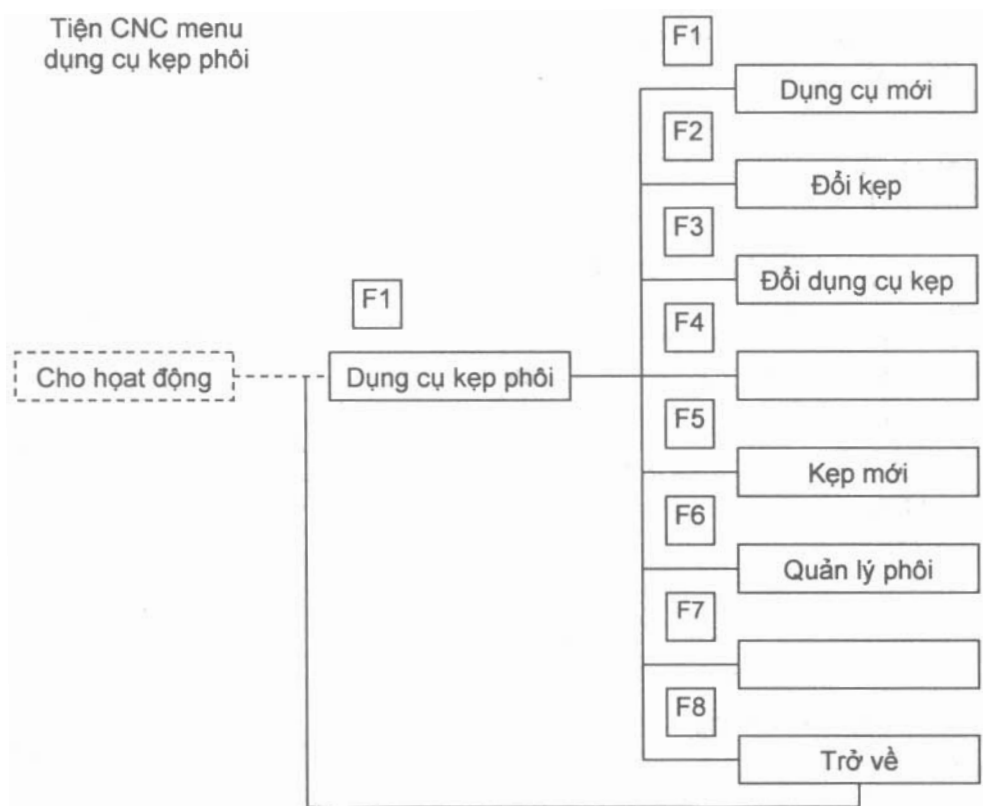 Tiện CNC menu
dụng cụ kẹp phôi
F1
Dụng cụ mới
F2
Đổi kẹp
F3
Đổi dụng cụ kẹp
F1
F4
Cho họat động
Dụng cụ kẹp phôi
F5
Kẹp mới
F6
Quản lý phôi
F7
F8
Trở về